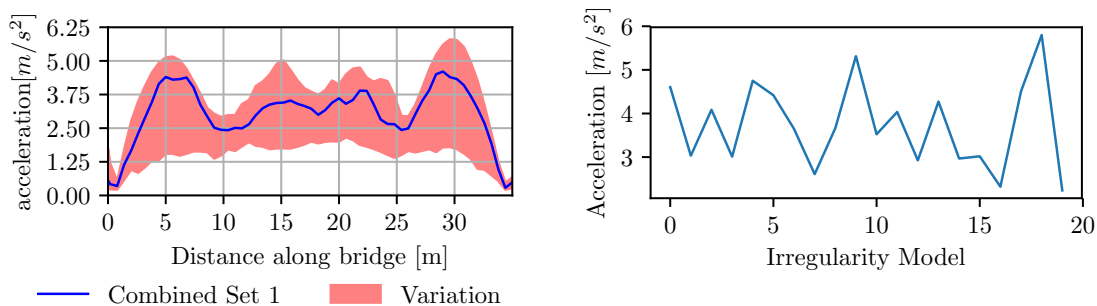 acceleration[m/s²]
6.25
5.00
3.75
2.50
1.25
0.00
0 5 10 15 20 25 30
Distance along bridge [m]
Combined Set 1
Variation
Acceleration [m/s²]
6
5
4
3
0 5 10 15 20
Irregularity Model